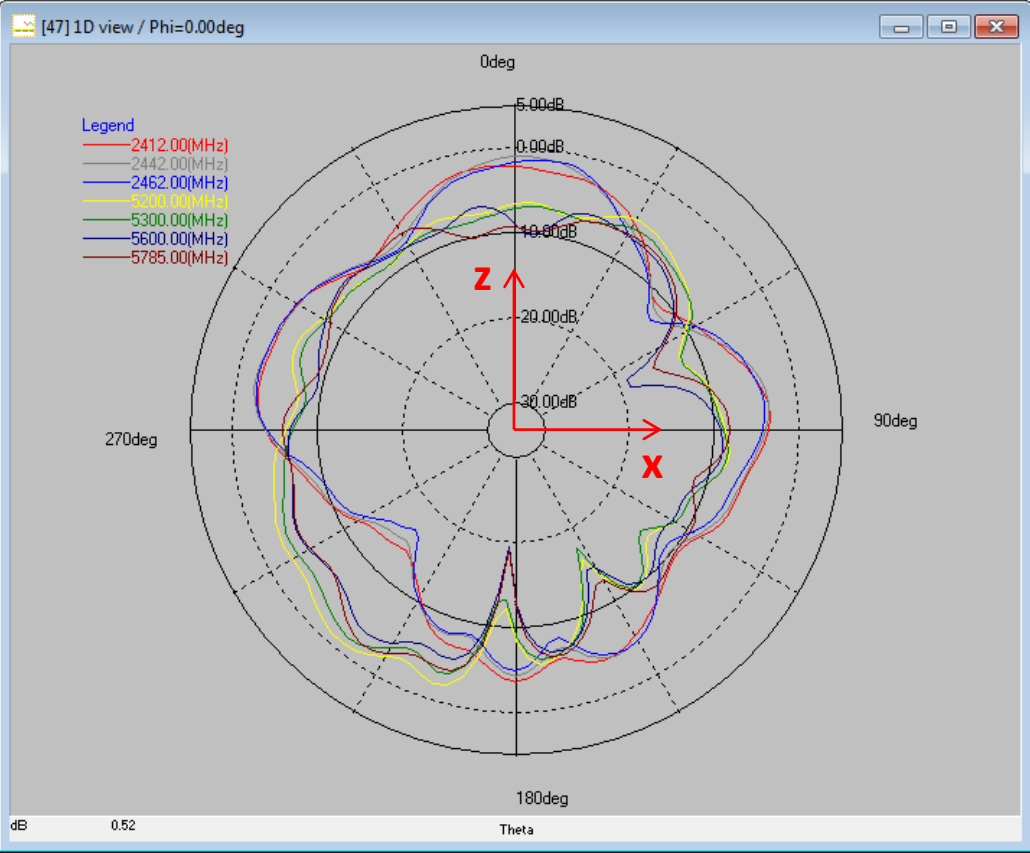 [47] 1D view / Phi=0.00deg
0deg
5.00dB
Legend
2412.00(MHz)
0.00dB
2442.00(MHz)
2462.00(MHz)
5200.00(MHz)
5300.00(MHz)
5600.00(MHz)
10.00dB
5785.00(MHz)
Z
-20.00dB
-30.00dB
90deg
270deg
X
180deg
dB 0.52 Theta